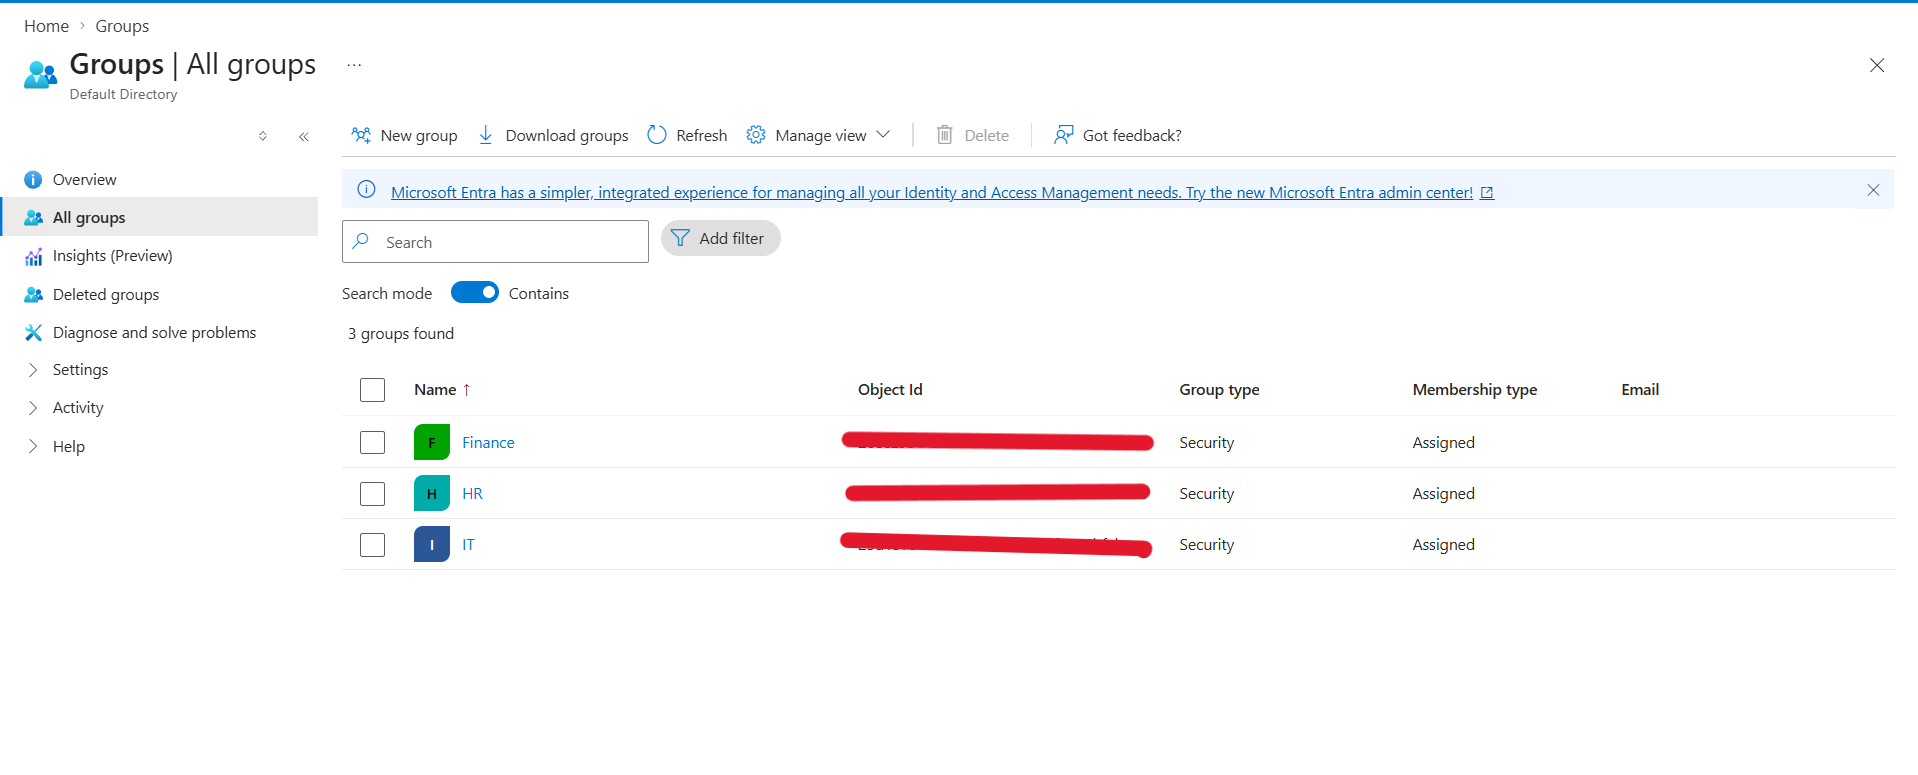 Home > Groups
Groups | All groups ...
Default Directory
New group Download groups Refresh Manage view Delete Got feedback?
Overview
All groups
Insights (Preview)
Deleted groups
Diagnose and solve problems
Settings
Activity
Help
Microsoft Entra has a simpler, integrated experience for managing all your Identity and Access Management needs. Try the new Microsoft Entra admin center!
Search Add filter
Search mode Contains
3 groups found
Name ↑ Object Id Group type Membership type Email
F Finance Security Assigned
H HR Security Assigned
I IT Security Assigned